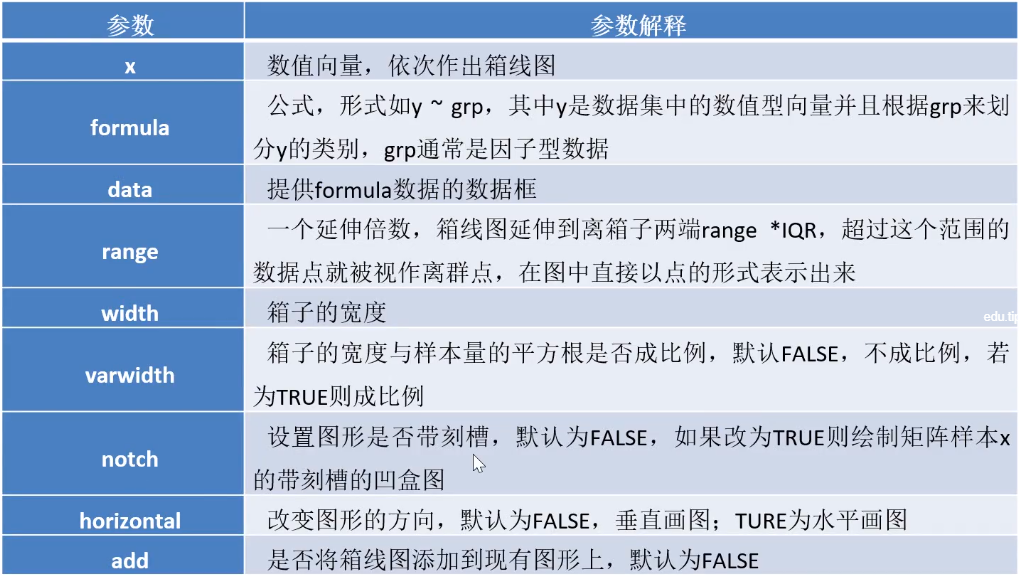 参数 参数解释
x 数值向量，依次作出箱线图
formula 公式，形式如y ~ grp，其中y是数据集中的数值型向量并且根据grp来划
分y的类别，grp通常是因子型数据
data 提供formula数据的数据框
range 一个延伸倍数，箱线图延伸到离箱子两端range *IQR，超过这个范围的
数据点就被视作离群点，在图中直接以点的形式表示出来
width 箱子的宽度
edu.tip
varwidth 箱子的宽度与样本量的平方根是否成比例，默认FALSE，不成比例，若
为TRUE则成比例
notch 设置图形是否带刻槽，默认为FALSE，如果改为TRUE则绘制矩阵样本x
的带刻槽的凹盒图
horizontal 改变图形的方向，默认为FALSE，垂直画图；TURE为水平画图
add 是否将箱线图添加到现有图形上，默认为FALSE